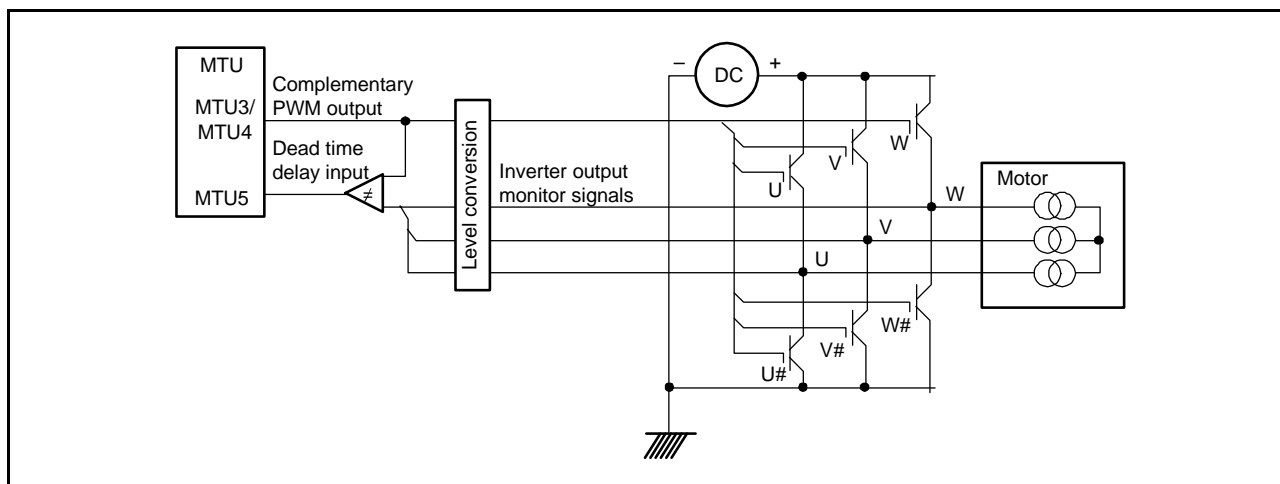 MTU
MTU3/
MTU4
MTU5
Complementary
PWM output
Dead time
delay input
≠
Level conversion
Inverter output
monitor signals
− DC +
W
V
U
W
V
U
W#
V#
U#
Motor